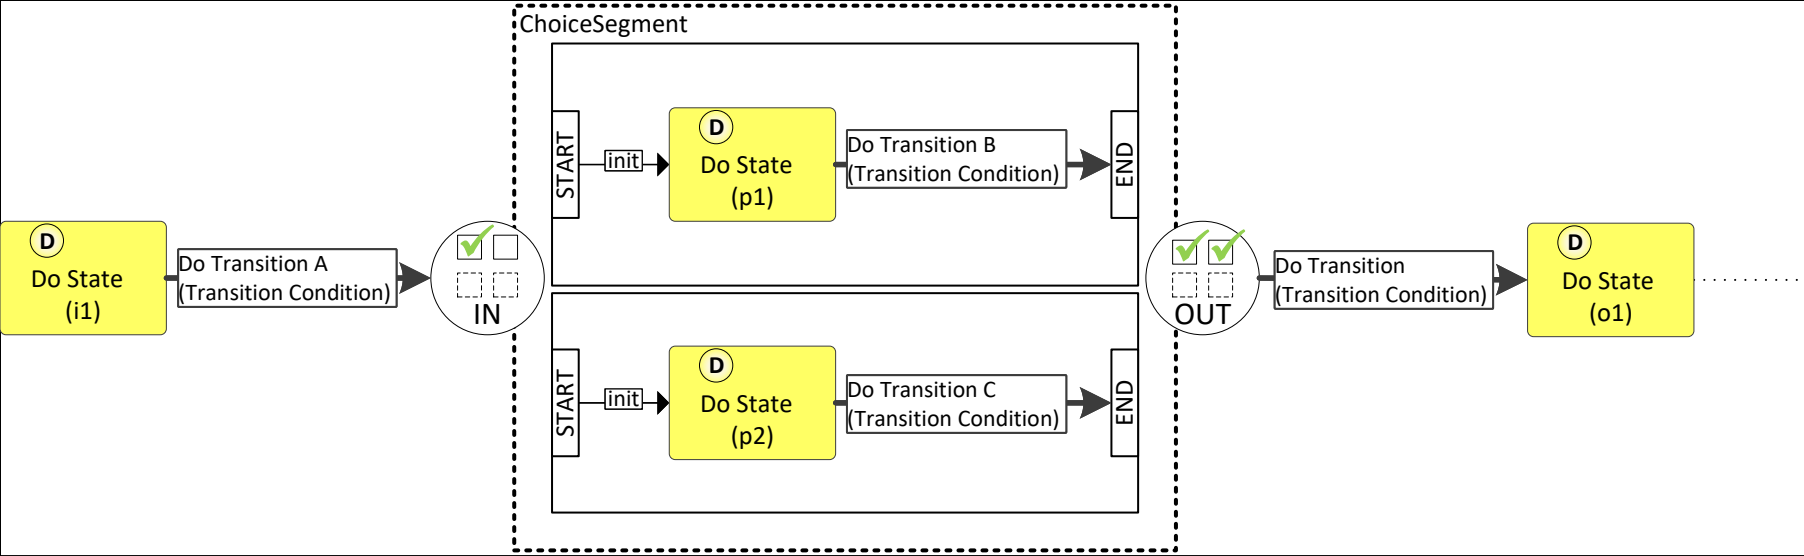 ChoiceSegment
D
Do State
(i1)
Do Transition A
(Transition Condition)
IN
START
init
D
Do State
(p1)
Do Transition B
(Transition Condition)
END
START
init
D
Do State
(p2)
Do Transition C
(Transition Condition)
END
OUT
Do Transition
(Transition Condition)
D
Do State
(o1)